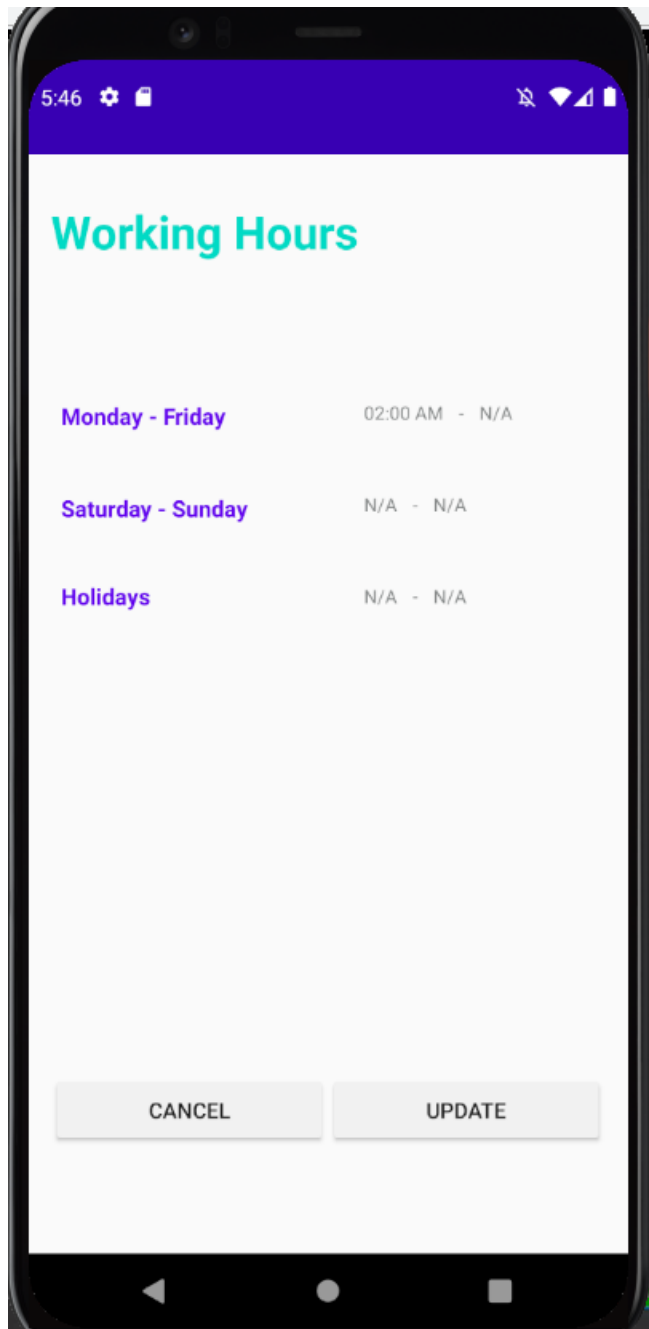 5:46
Working Hours
Monday - Friday 02:00 AM - N/A
Saturday - Sunday N/A - N/A
Holidays N/A - N/A
CANCEL UPDATE